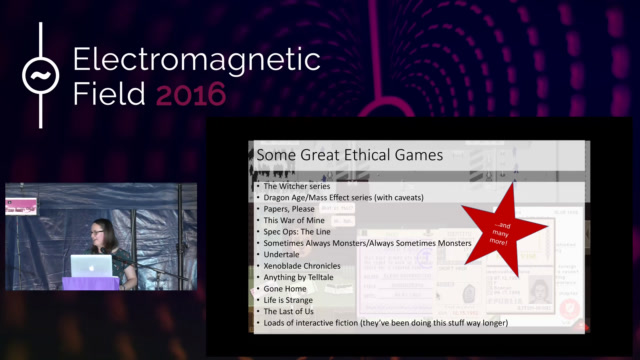 Electromagnetic
Field 2016
Some Great Ethical Games
• The Witcher series
• Dragon Age/Mass Effect series (with caveats)
• Papers, Please
• This War of Mine
• Spec Ops: The Line
• Sometimes Always Monsters/Always Sometimes Monsters
• Undertale
• Xenoblade Chronicles
• Anything by Telltale
• Gone Home
• Life is Strange
• The Last of Us
• Loads of interactive fiction (they've been doing this stuff way longer)
...and
many
more!